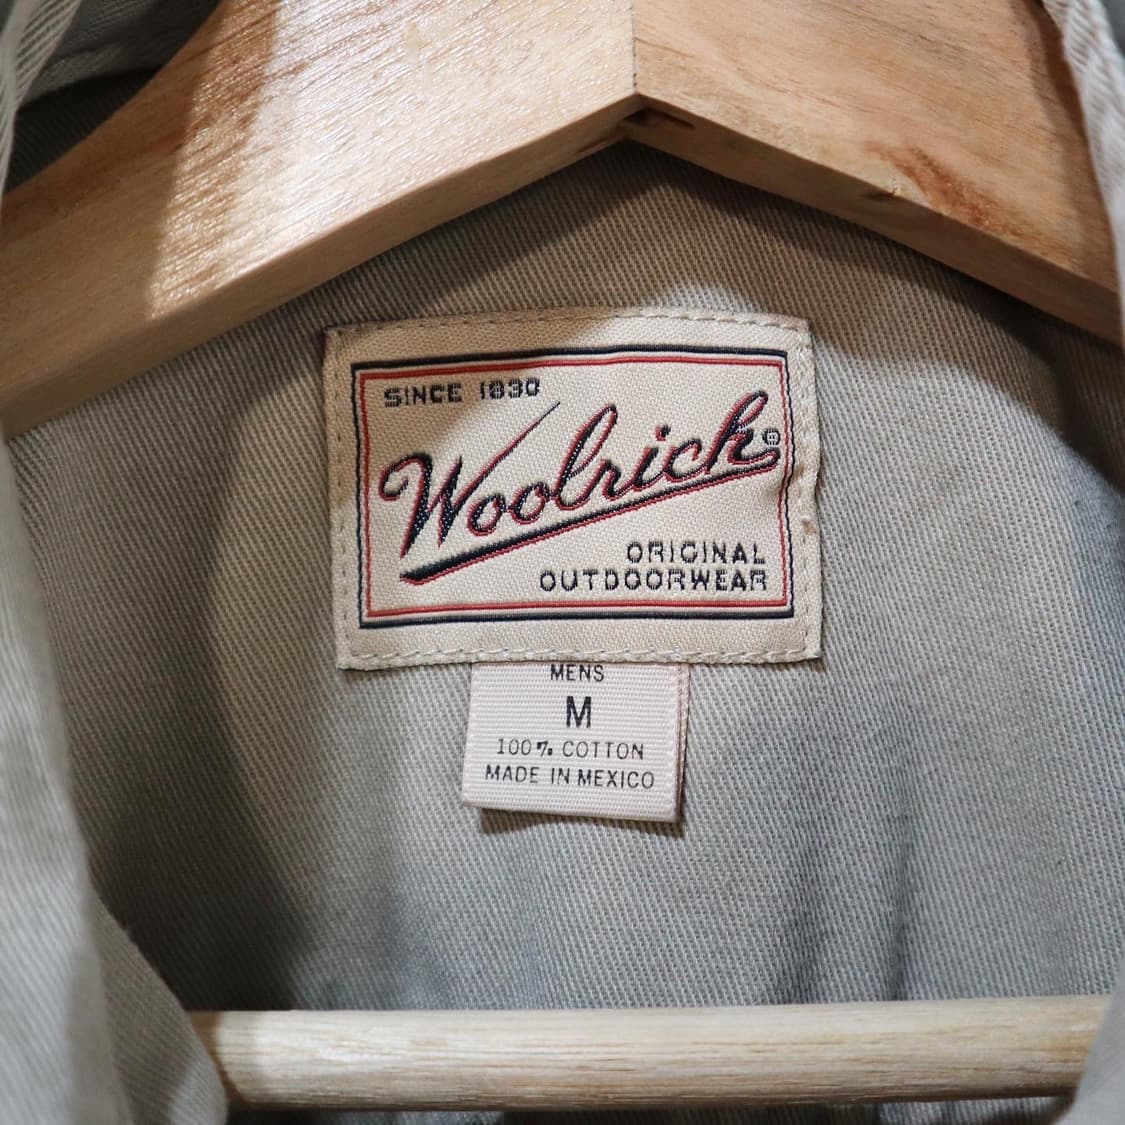 SINCE 1830
Woolrich®
ORIGINAL
OUTDOORWEAR
MENS
M
100% COTTON
MADE IN MEXICO